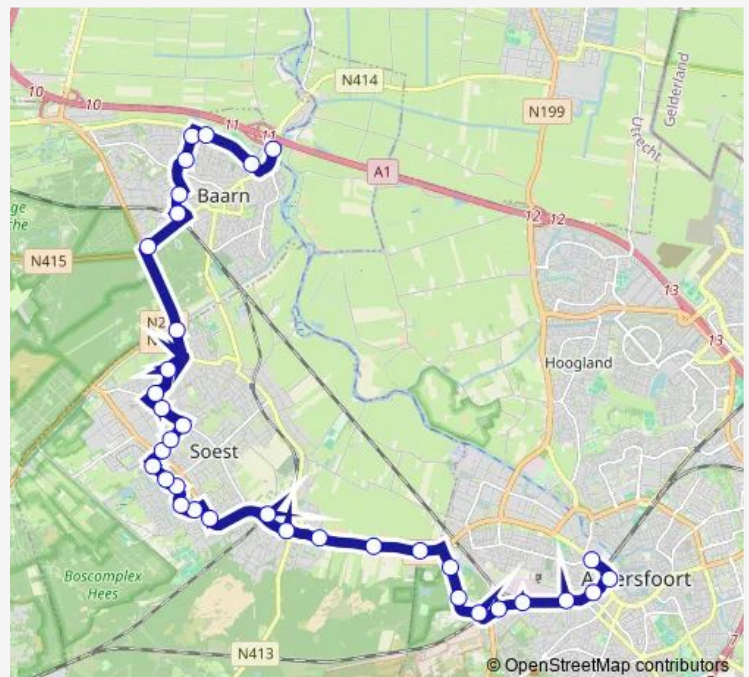 10
10
11
11
N414
N199
Gelderland
Utrecht
A1
Baarn
12 12
N415
13
13
Hoogland
Soest
Boscomplex
Hees
N413
7
© OpenStreetMap contributors